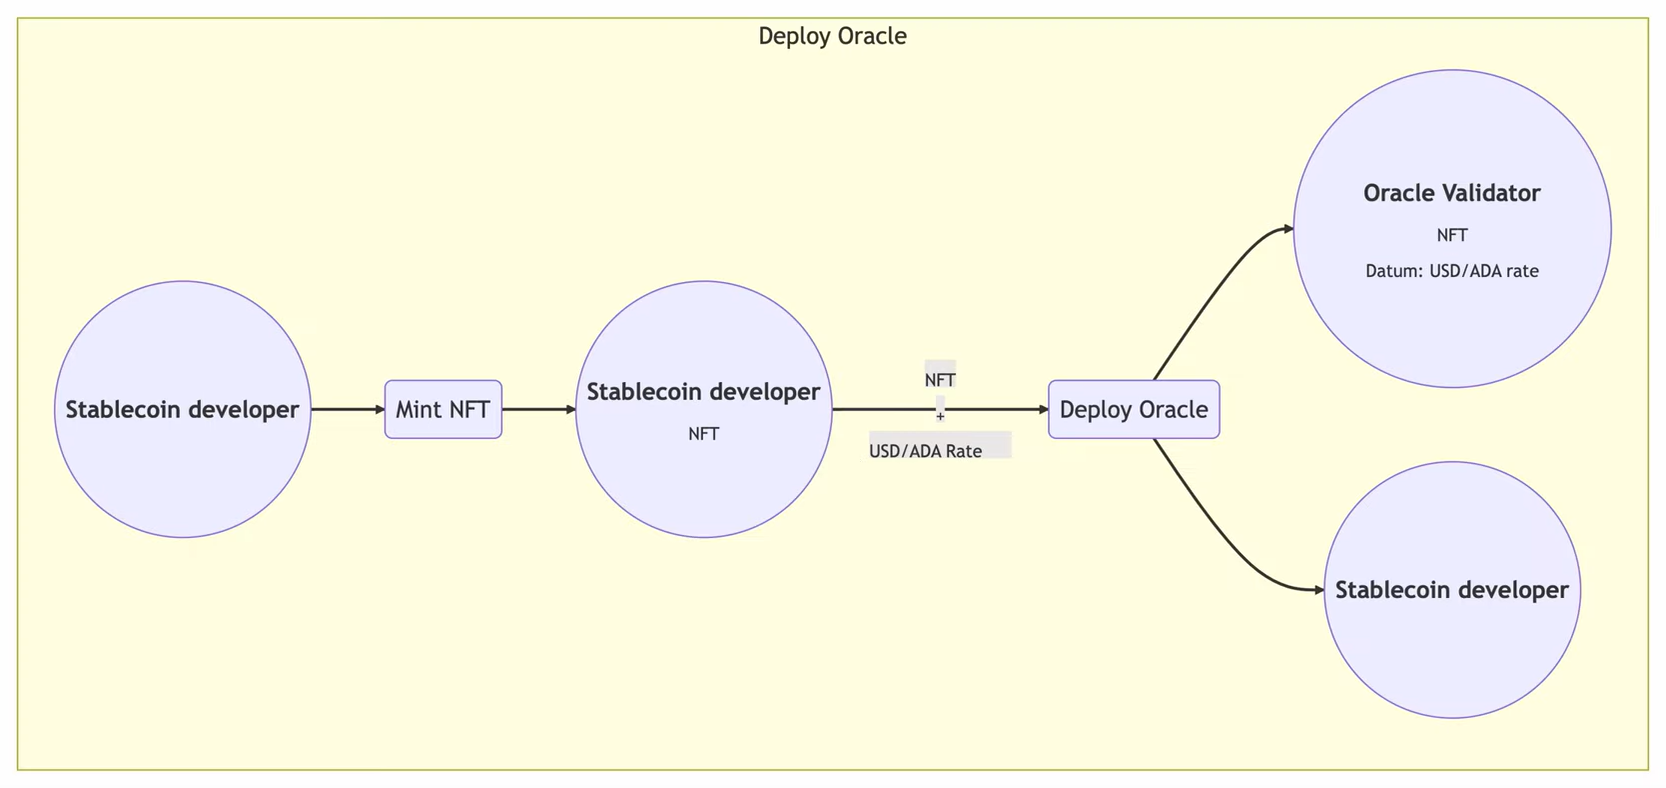 Deploy Oracle
Stablecoin developer
Mint NFT
Stablecoin developer
NFT
NFT
+
USD/ADA Rate
Deploy Oracle
Oracle Validator
NFT
Datum: USD/ADA rate
Stablecoin developer